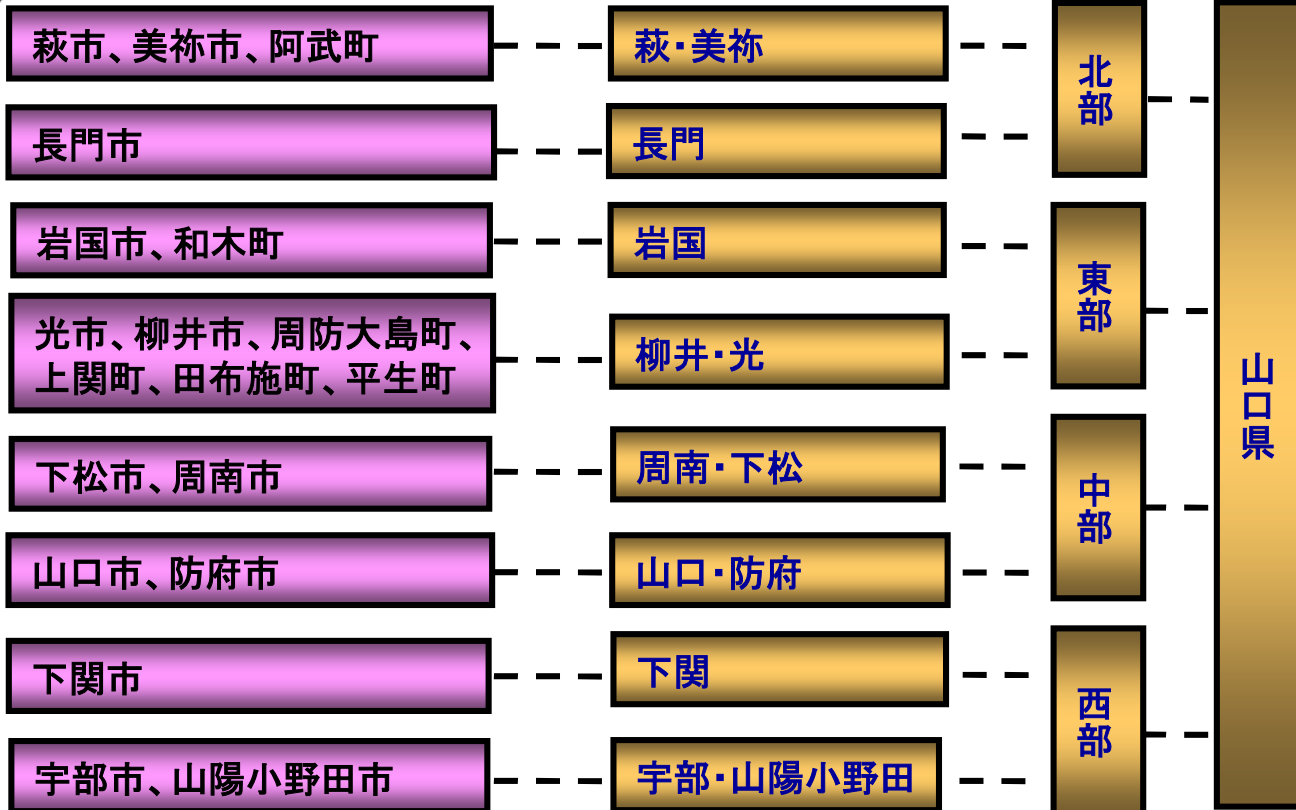 萩市、美祢市、阿武町
萩・美祢
北部
長門市
長門
岩国市、和木町
岩国
東部
光市、柳井市、周防大島町、
上関町、田布施町、平生町
柳井・光
山口県
下松市、周南市
周南・下松
中部
山口市、防府市
山口・防府
下関市
下関
西部
宇部市、山陽小野田市
宇部・山陽小野田